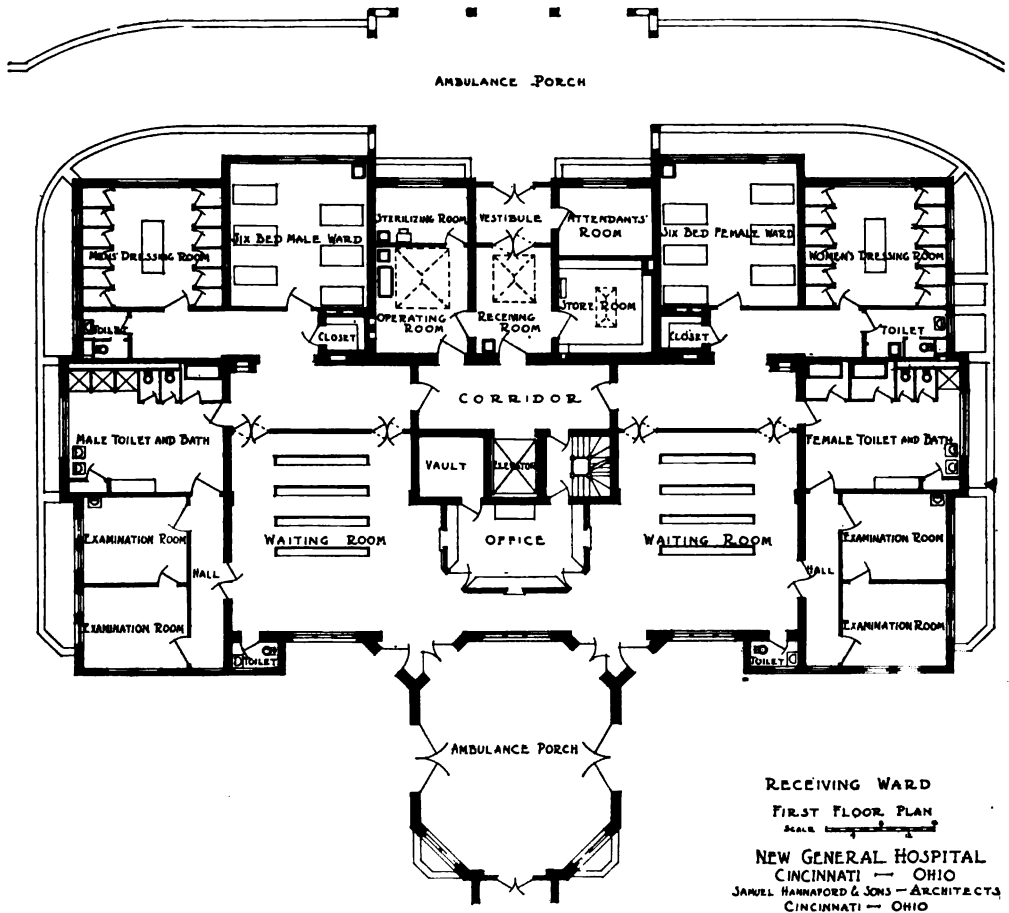 AMBULANCE PORCH
STERILIZING ROOM
VESTIBULE
ATTENDANTS'
ROOM
SIX BED MALE WARD
SIX BED FEMALE WARD
MENS' DRESSING ROOM
WOMEN'S DRESSING ROOM
STORE ROOM
OPERATING
ROOM
RECEIVING
ROOM
TOILET
CLOSET
CLOSET
TOILET
CORRIDOR
MALE TOILET AND BATH
VAULT
ELEVATOR
FEMALE TOILET AND BATH
EXAMINATION ROOM
WAITING ROOM
OFFICE
WAITING ROOM
EXAMINATION ROOM
HALL
HALL
EXAMINATION ROOM
EXAMINATION ROOM
TOILET
TOILET
AMBULANCE PORCH
RECEIVING WARD
FIRST FLOOR PLAN
SCALE
NEW GENERAL HOSPITAL
CINCINNATI — OHIO
SAMUEL HANNAFORD & SONS — ARCHITECTS
CINCINNATI — OHIO